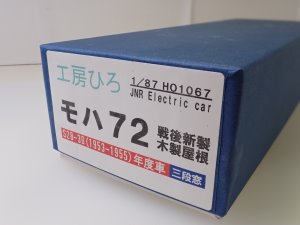 工房ひろ
1/87 HO1067
JNR Electric car
モハ72
戦後新製
木製屋根
S28~30(1953~1955)年度車
三段窓